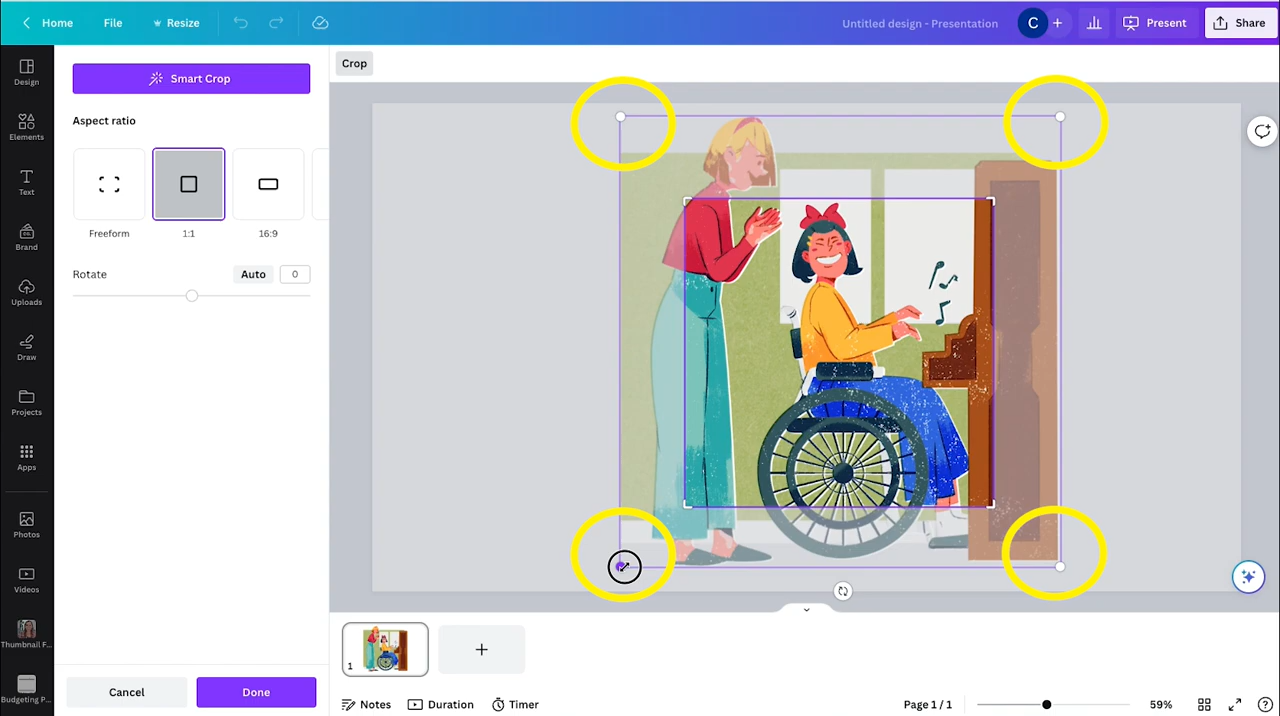 Home File Resize Untitled design - Presentation C + Present Share
Design
Elements
Text
Brand
Uploads
Draw
Projects
Apps
Photos
Videos
Thumbnail F...
Budgeting P...
Smart Crop
Aspect ratio
Freeform 1:1 16:9
Rotate Auto 0
Cancel Done
Crop
1
+
Notes Duration Timer Page 1 / 1 59% ?